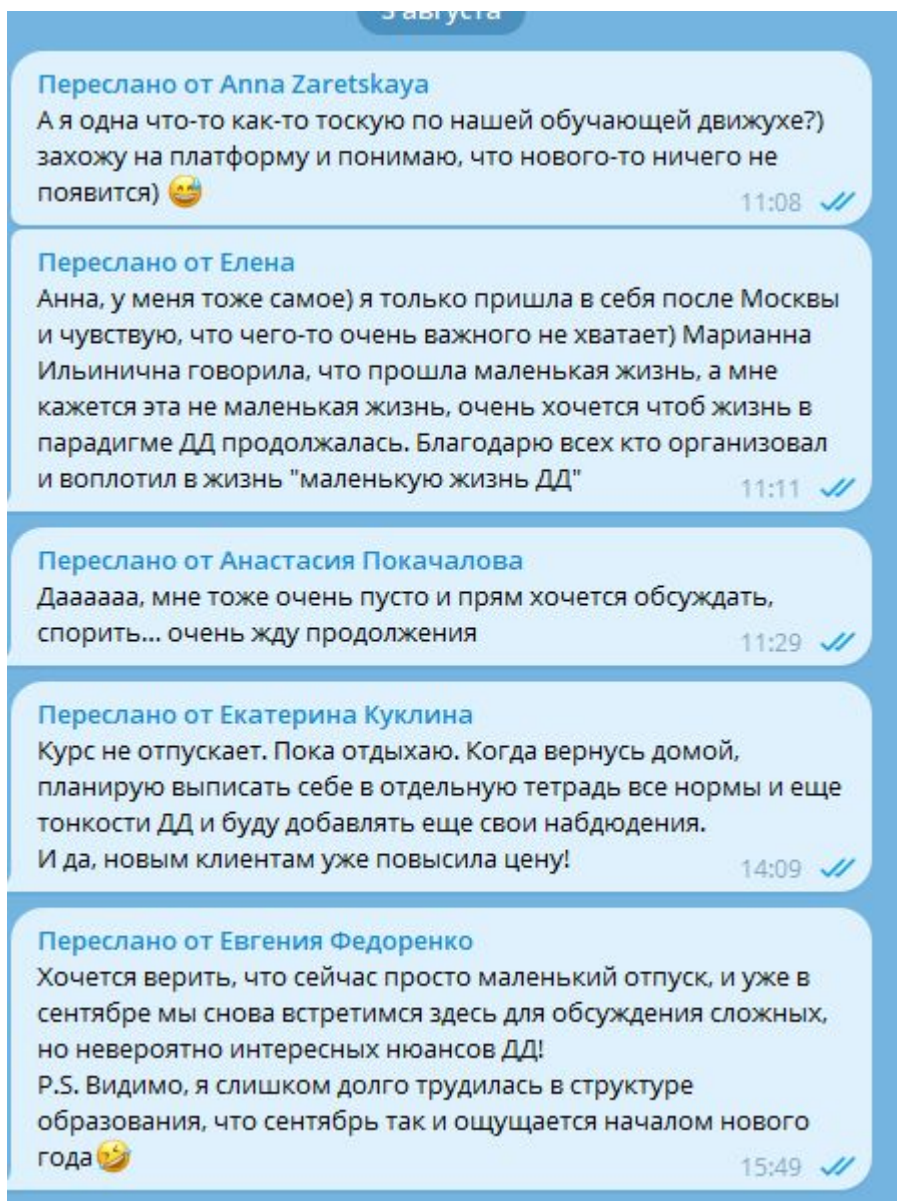 3 августа
Переслано от Anna Zaretskaya
А я одна что-то как-то тоскую по нашей обучающей движухе?)
захожу на платформу и понимаю, что нового-то ничего не
появится) 😅
11:08
Переслано от Елена
Анна, у меня тоже самое) я только пришла в себя после Москвы
и чувствую, что чего-то очень важного не хватает) Марианна
Ильинична говорила, что прошла маленькая жизнь, а мне
кажется эта не маленькая жизнь, очень хочется чтоб жизнь в
парадигме ДД продолжалась. Благодарю всех кто организовал
и воплотил в жизнь "маленькую жизнь ДД"
11:11
Переслано от Анастасия Покачалова
Даааааа, мне тоже очень пусто и прям хочется обсуждать,
спорить... очень жду продолжения
11:29
Переслано от Екатерина Куклина
Курс не отпускает. Пока отдыхаю. Когда вернусь домой,
планирую выписать себе в отдельную тетрадь все нормы и еще
тонкости ДД и буду добавлять еще свои набдюдения.
И да, новым клиентам уже повысила цену!
14:09
Переслано от Евгения Федоренко
Хочется верить, что сейчас просто маленький отпуск, и уже в
сентябре мы снова встретимся здесь для обсуждения сложных,
но невероятно интересных нюансов ДД!
P.S. Видимо, я слишком долго трудилась в структуре
образования, что сентябрь так и ощущается началом нового
года🤣
15:49